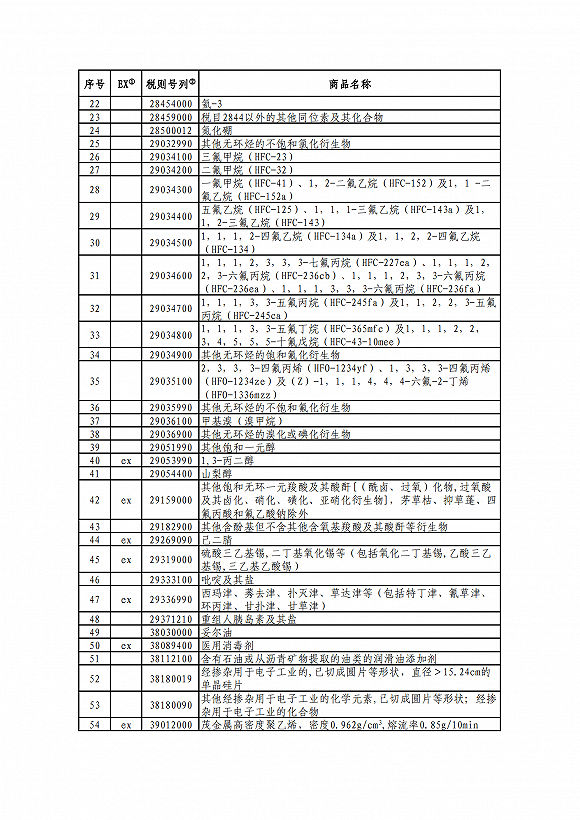 序号 EX① 税则号列② 商品名称
22 28454000 氦-3
23 28459000 税目2844以外的其他同位素及其化合物
24 28500012 氮化硼
25 29032990 其他无环烃的不饱和氯化衍生物
26 29034100 三氟甲烷（HFC-23）
27 29034200 二氟甲烷（HFC-32）
28 29034300 一氟甲烷（HFC-41）、1，2-二氟乙烷（HFC-152）及1，1 -二
氟乙烷（HFC-152a）
29 29034400 五氟乙烷（HFC-125）、1，1，1-三氟乙烷（HFC-143a）及1，
1，2-三氟乙烷（HFC-143）
30 29034500 1，1，1，2-四氟乙烷（HFC-134a）及1，1，2，2-四氟乙烷
（HFC-134）
31 29034600 1，1，1，2，3，3，3-七氟丙烷（HFC-227ea）、1，1，1，2，
2，3-六氟丙烷（HFC-236cb）、1，1，1，2，3，3-六氟丙烷
（HFC-236ea）、1，1，1，3，3，3-六氟丙烷（HFC-236fa）
32 29034700 1，1，1，3，3-五氟丙烷（HFC-245fa）及1，1，2，2，3-五氟
丙烷（HFC-245ca）
33 29034800 1，1，1，3，3-五氟丁烷（HFC-365mfc）及1，1，1，2，2，
3，4，5，5，5-十氟戊烷（HFC-43-10mee）
34 29034900 其他无环烃的饱和氟化衍生物
35 29035100 2，3，3，3-四氟丙烯（HFO-1234yf）、1，3，3，3-四氟丙烯
（HFO-1234ze）及（Z）-1，1，1，4，4，4-六氟-2-丁烯
（HFO-1336mzz）
36 29035990 其他无环烃的不饱和氟化衍生物
37 29036100 甲基溴（溴甲烷）
38 29036900 其他无环烃的溴化或碘化衍生物
39 29051990 其他饱和一元醇
40 ex 29053990 1,3-丙二醇
41 29054400 山梨醇
42 ex 29159000 其他饱和无环一元羧酸及其酸酐[（酰卤、过氧）化物,过氧酸
及其卤化、硝化、磺化、亚硝化衍生物]，茅草枯、抑草蓬、四
氟丙酸和氟乙酸钠除外
43 29182900 其他含酚基但不含其他含氧基羧酸及其酸酐等衍生物
44 ex 29269090 己二腈
45 ex 29319000 硫酸三乙基锡,二丁基氧化锡等（包括氧化二丁基锡,乙酸三乙
基锡,三乙基乙酸锡）
46 29333100 吡啶及其盐
47 ex 29336990 西玛津、莠去津、扑灭津、草达津等（包括特丁津、氰草津、
环丙津、甘扑津、甘草津）
48 29371210 重组人胰岛素及其盐
49 38030000 妥尔油
50 ex 38089400 医用消毒剂
51 38112100 含有石油或从沥青矿物提取的油类的润滑油添加剂
52 38180019 经掺杂用于电子工业的,已切成圆片等形状，直径＞15.24cm的
单晶硅片
53 38180090 其他经掺杂用于电子工业的化学元素,已切成圆片等形状；经掺
杂用于电子工业的化合物
54 ex 39012000 茂金属高密度聚乙烯、密度0.962g/cm³,熔流率0.85g/10min